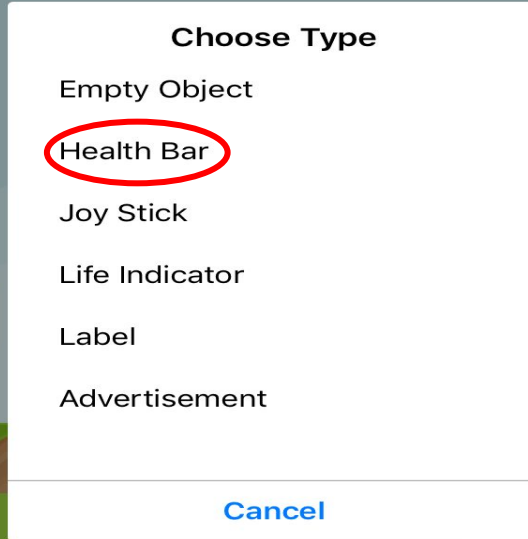 Choose Type
Empty Object
Health Bar
Joy Stick
Life Indicator
Label
Advertisement
Cancel